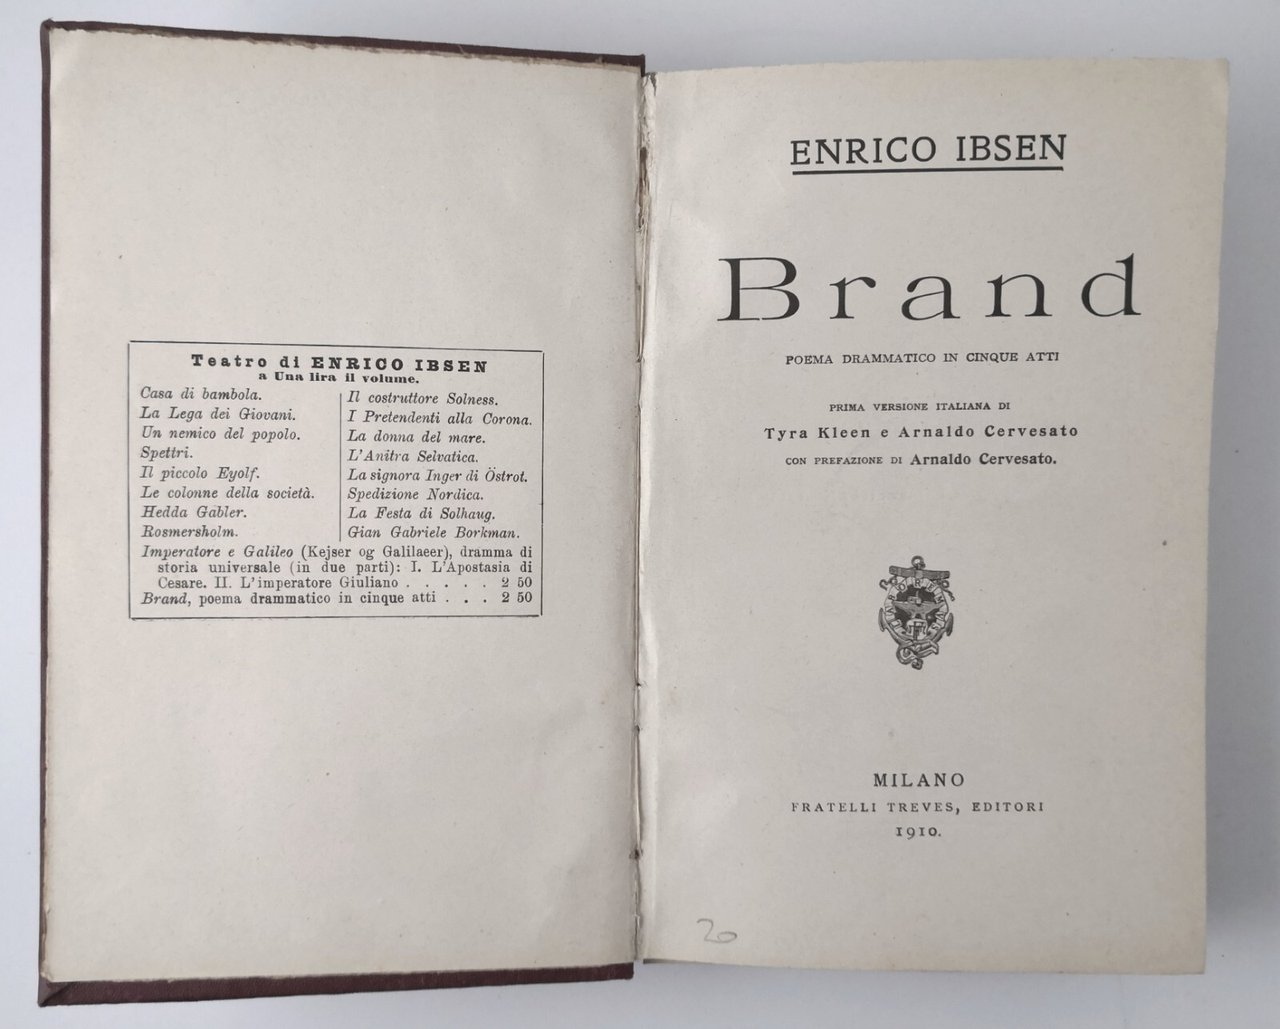 Teatro di ENRICO IBSEN
a Una lira il volume.
Casa di bambola.
La Lega dei Giovani.
Un nemico del popolo.
Spettri.
Il piccolo Eyolf.
Le colonne della società.
Hedda Gabler.
Rosmersholm.
Il costruttore Solness.
I Pretendenti alla Corona.
La donna del mare.
L'Anitra Selvatica.
La signora Inger di Östrot.
Spedizione Nordica.
La Festa di Solhaug.
Gian Gabriele Borkman.
Imperatore e Galileo (Kejser og Galilaeer), dramma di
storia universale (in due parti): I. L'Apostasia di
Cesare. II. L'imperatore Giuliano . . . . . 2 50
Brand, poema drammatico in cinque atti . . . 2 50
ENRICO IBSEN
Brand
POEMA DRAMMATICO IN CINQUE ATTI
PRIMA VERSIONE ITALIANA DI
Tyra Kleen e Arnaldo Cervesato
CON PREFAZIONE DI Arnaldo Cervesato.
MILANO
FRATELLI TREVES, EDITORI
1910.
20